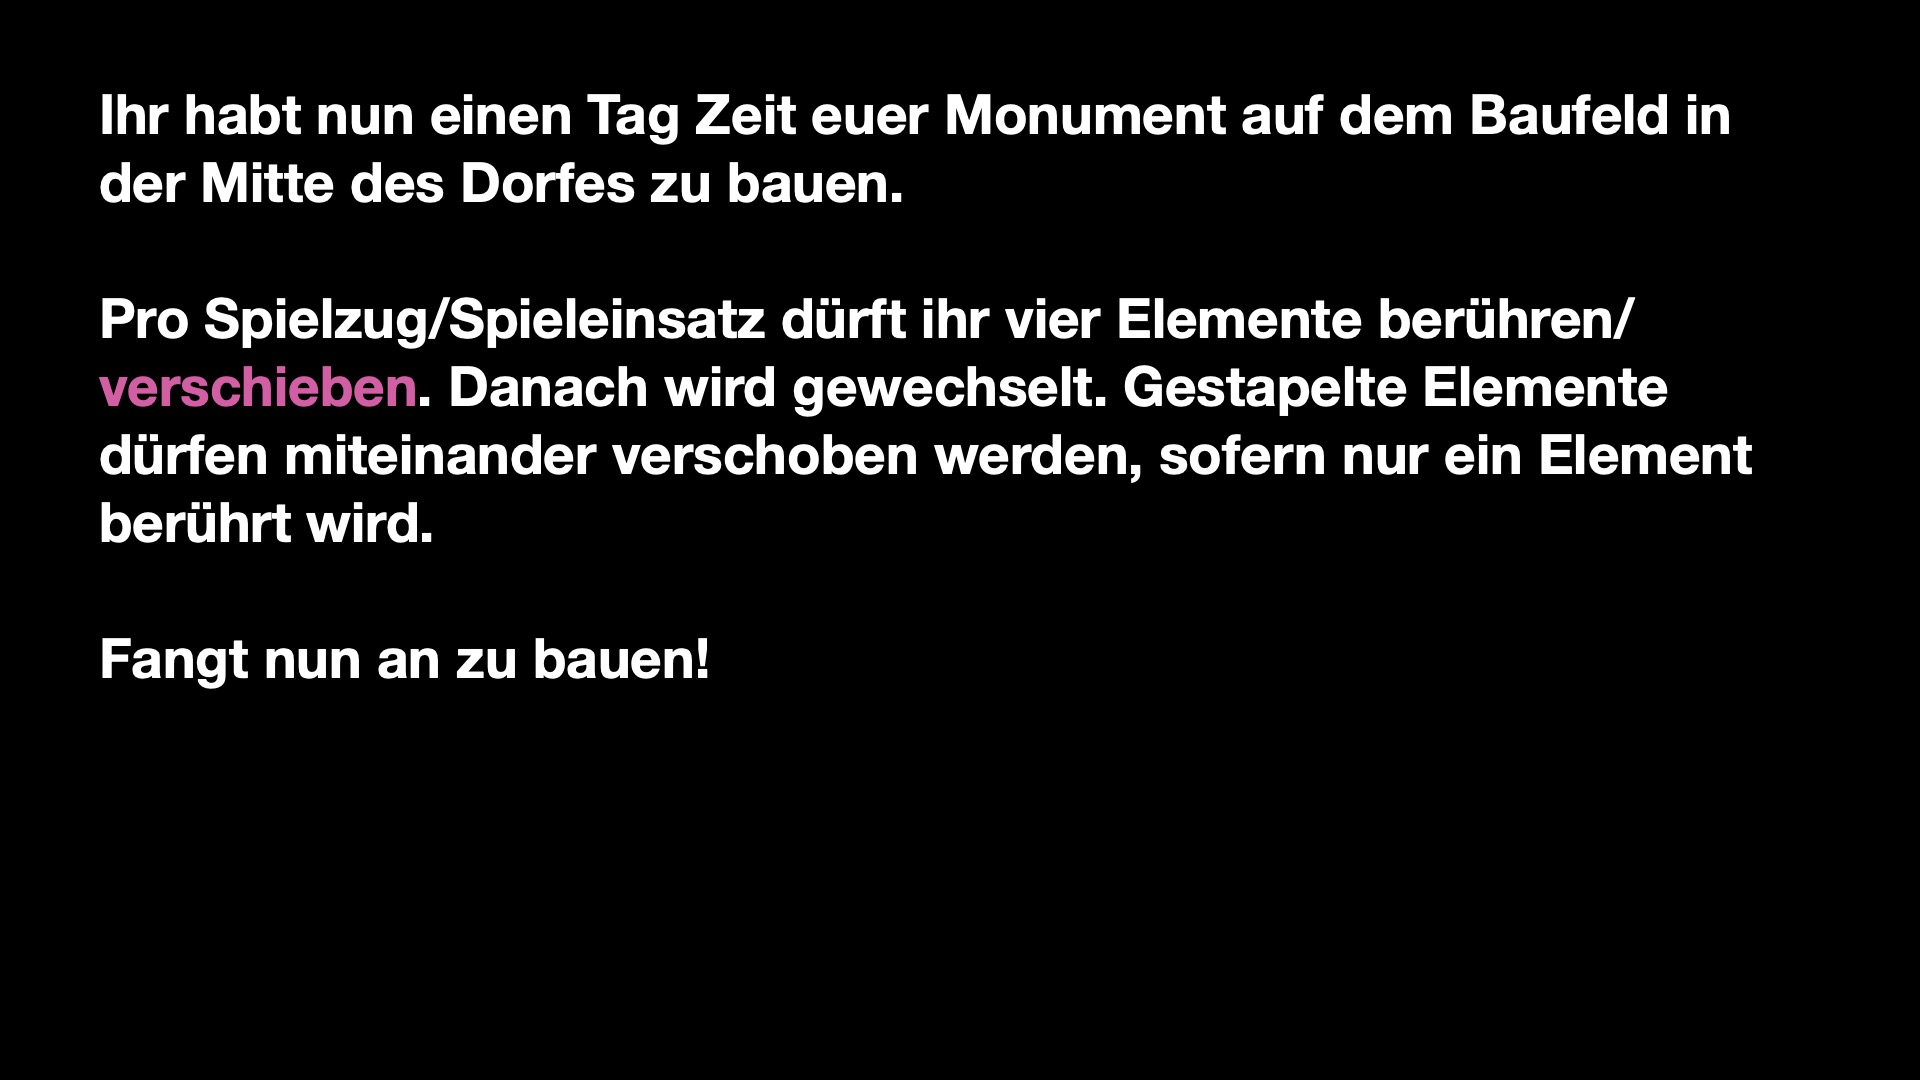 Ihr habt nun einen Tag Zeit euer Monument auf dem Baufeld in
der Mitte des Dorfes zu bauen.
Pro Spielzug/Spieleinsatz dürft ihr vier Elemente berühren/
verschieben. Danach wird gewechselt. Gestapelte Elemente
dürfen miteinander verschoben werden, sofern nur ein Element
berührt wird.
Fangt nun an zu bauen!